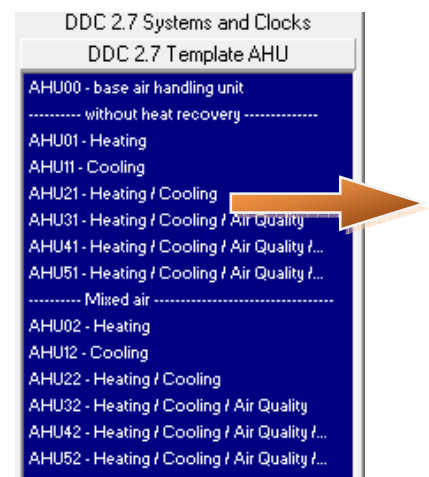 DDC 2.7 Systems and Clocks
DDC 2.7 Template AHU
AHU00 - base air handling unit
---------- without heat recovery --------------
AHU01 - Heating
AHU11 - Cooling
AHU21 - Heating / Cooling
AHU31 - Heating / Cooling / Air Quality
AHU41 - Heating / Cooling / Air Quality /...
AHU51 - Heating / Cooling / Air Quality /...
---------- Mixed air ----------------------------------
AHU02 - Heating
AHU12 - Cooling
AHU22 - Heating / Cooling
AHU32 - Heating / Cooling / Air Quality
AHU42 - Heating / Cooling / Air Quality /...
AHU52 - Heating / Cooling / Air Quality /...